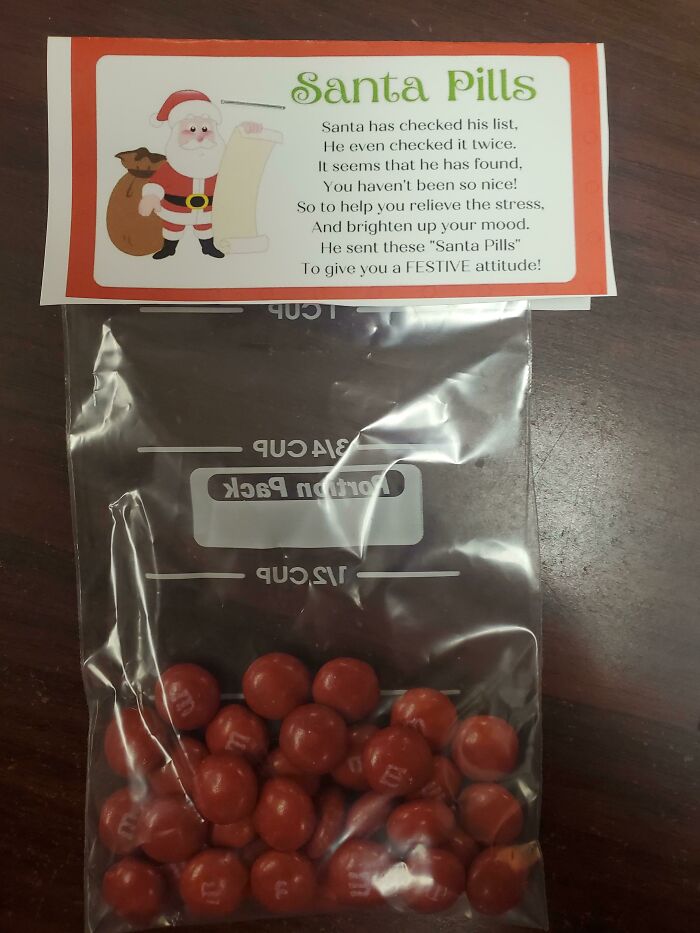 Santa Pills
Santa has checked his list,
He even checked it twice.
It seems that he has found,
You haven't been so nice!
So to help you relieve the stress,
And brighten up your mood.
He sent these "Santa Pills"
To give you a FESTIVE attitude!
1 CUP
3/4 CUP
Portion Pack
1/2 CUP
m
m
m
m
m
m
m
m